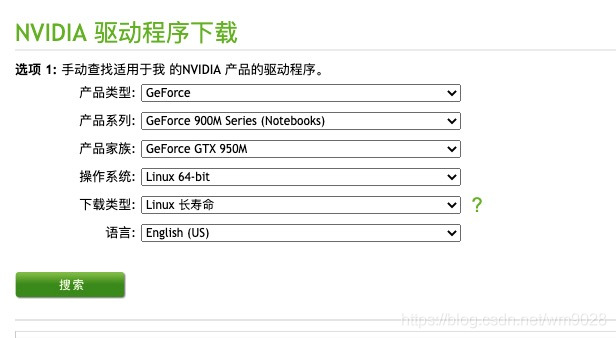 NVIDIA 驱动程序下载
选项 1: 手动查找适用于我 的NVIDIA 产品的驱动程序。
产品类型: GeForce
产品系列: GeForce 900M Series (Notebooks)
产品家族: GeForce GTX 950M
操作系统: Linux 64-bit
下载类型: Linux 长寿命 ?
语言: English (US)
搜索
https://blog.csdn.net/wm9028